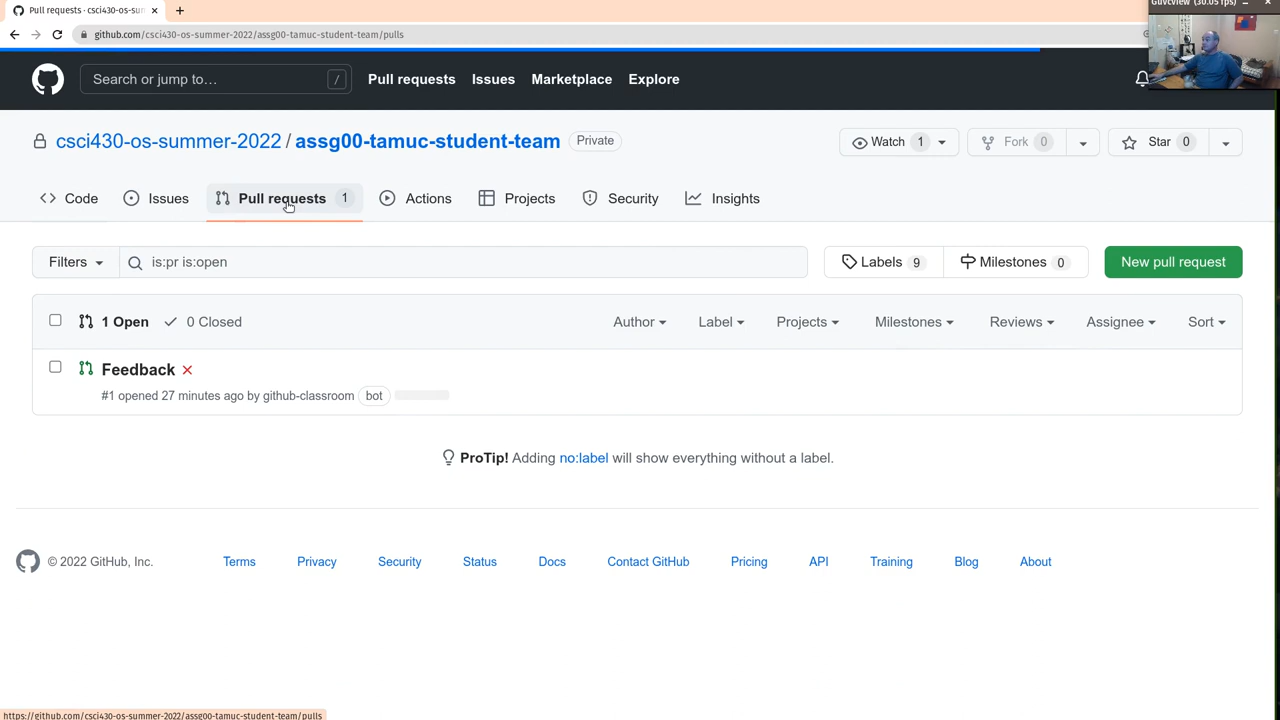 Pull requests · csci430-os-sum
Guvcview (30.05 fps)
github.com/csci430-os-summer-2022/assg00-tamuc-student-team/pulls
Search or jump to…
/
Pull requests
Issues
Marketplace
Explore
csci430-os-summer-2022 / assg00-tamuc-student-team
Private
Watch 1
Fork 0
Star 0
Code
Issues
Pull requests 1
Actions
Projects
Security
Insights
Filters
is:pr is:open
Labels 9
Milestones 0
New pull request
1 Open
0 Closed
Author
Label
Projects
Milestones
Reviews
Assignee
Sort
Feedback
#1 opened 27 minutes ago by github-classroom bot
ProTip! Adding no:label will show everything without a label.
© 2022 GitHub, Inc.
Terms
Privacy
Security
Status
Docs
Contact GitHub
Pricing
API
Training
Blog
About
https://github.com/csci430-os-summer-2022/assg00-tamuc-student-team/pulls